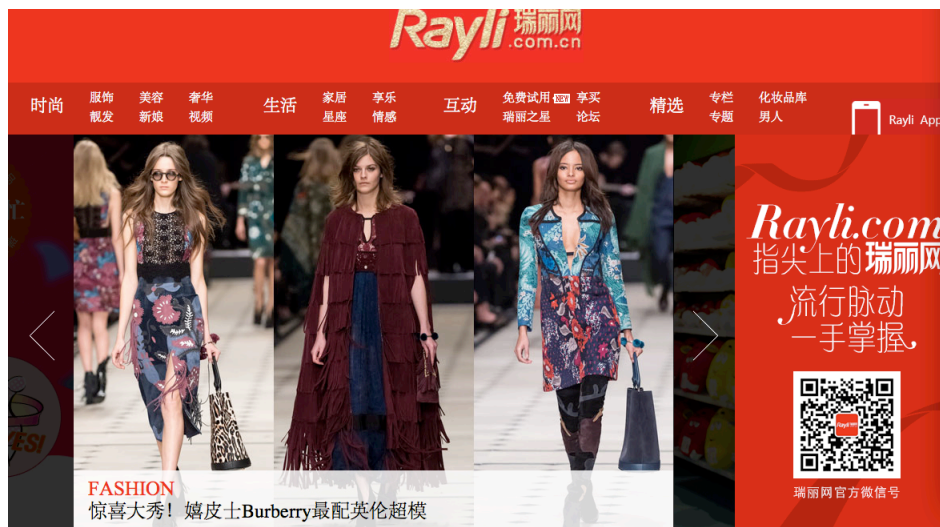 Rayli 瑞丽网
.com.cn
时尚 服饰 美容 奢华 生活 家居 享乐 互动 免费试用 NEW 享买 精选 专栏 化妆品库
靓发 新娘 视频 星座 情感 瑞丽之星 论坛 专题 男人
Rayli App
Rayli.com
指尖上的瑞丽网
流行脉动
一手掌握
Rayli
瑞丽网官方微信号
FASHION
惊喜大秀！嬉皮士Burberry最配英伦超模